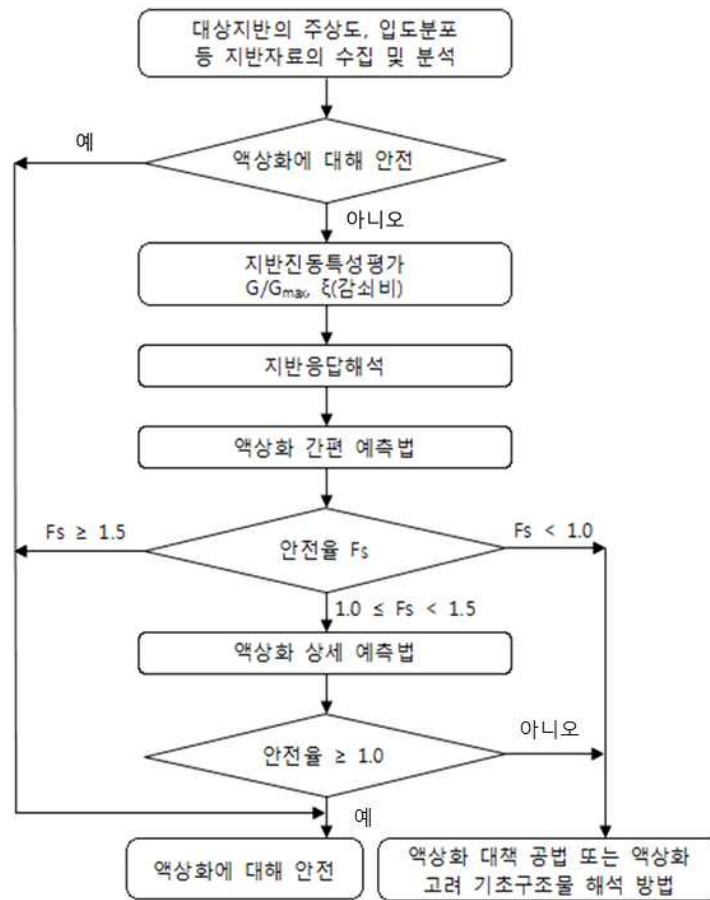 대상지반의 주상도, 입도분포
등 지반자료의 수집 및 분석
예
액상화에 대해 안전
아니오
지반진동특성평가
G/Gmax, ξ(감쇠비)
지반응답해석
액상화 간편 예측법
Fs ≥ 1.5
안전율 Fs
Fs < 1.0
1.0 ≤ Fs < 1.5
액상화 상세 예측법
아니오
안전율 ≥ 1.0
예
액상화에 대해 안전
액상화 대책 공법 또는 액상화
고려 기초구조물 해석 방법